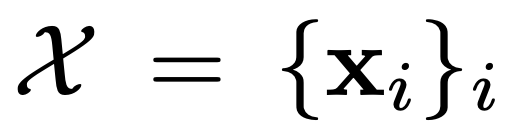 𝒳 = {𝐱ᵢ}ᵢ